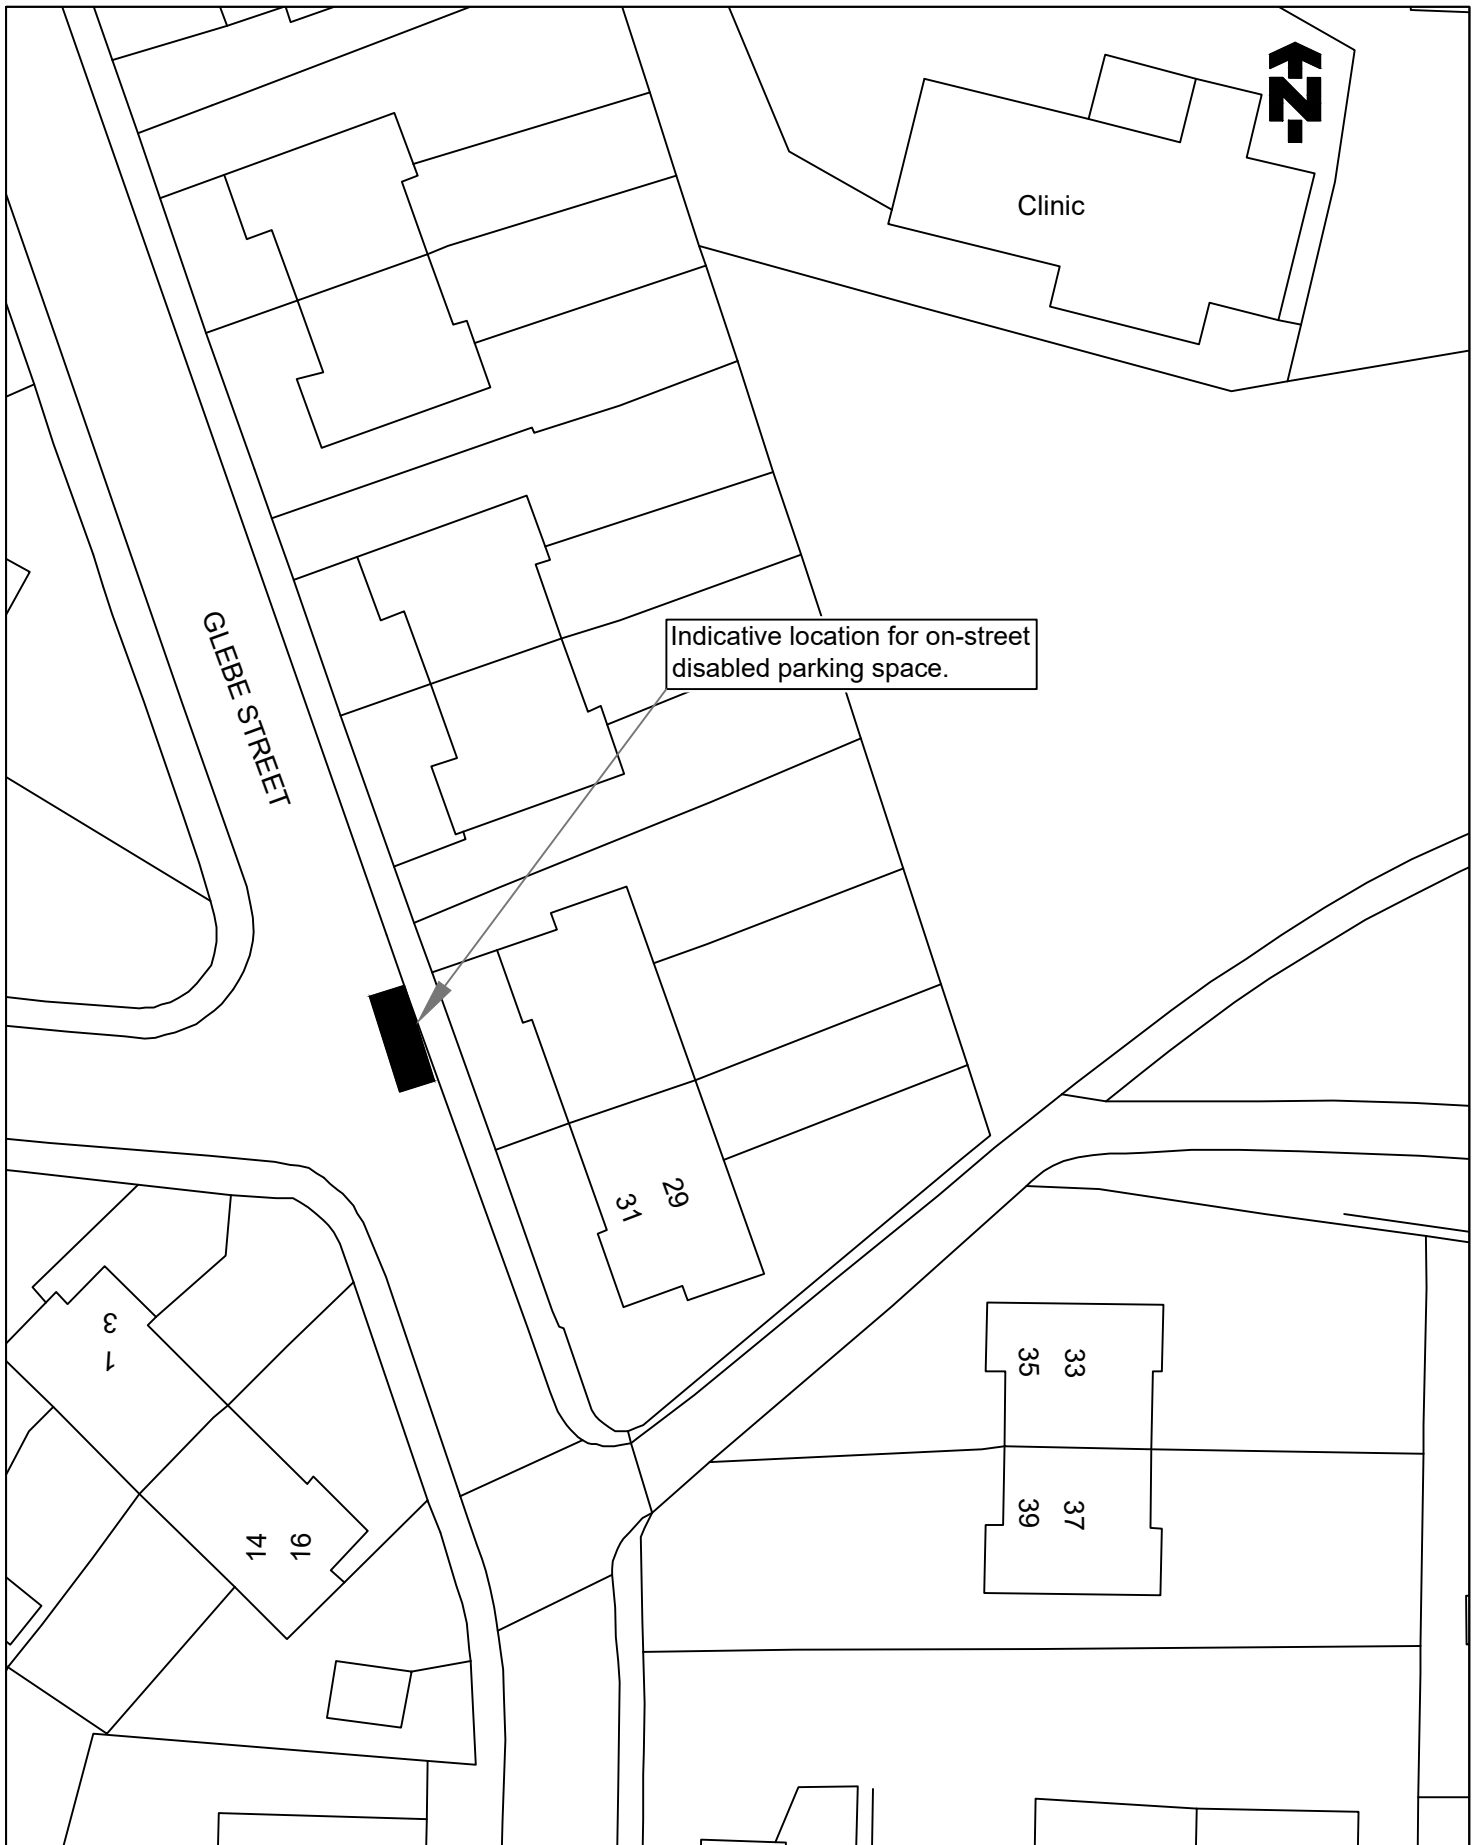 N
Clinic
GLEBE STREET
Indicative location for on-street
disabled parking space.
31
29
3
1
35
33
39
37
14
16